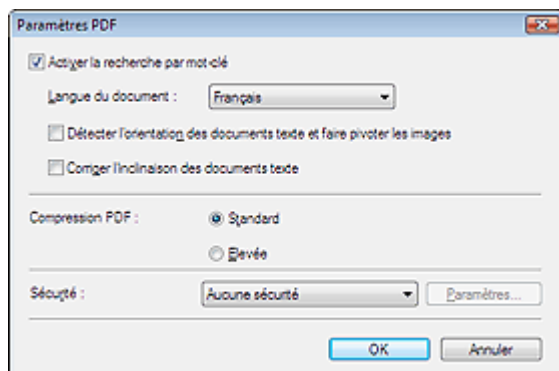 Paramètres PDF
Activer la recherche par mot-clé
Langue du document : Français
Détecter l'orientation des documents texte et faire pivoter les images
Corriger l'inclinaison des documents texte
Compression PDF : Standard
Elevée
Sécurité : Aucune sécurité Paramètres...
OK Annuler